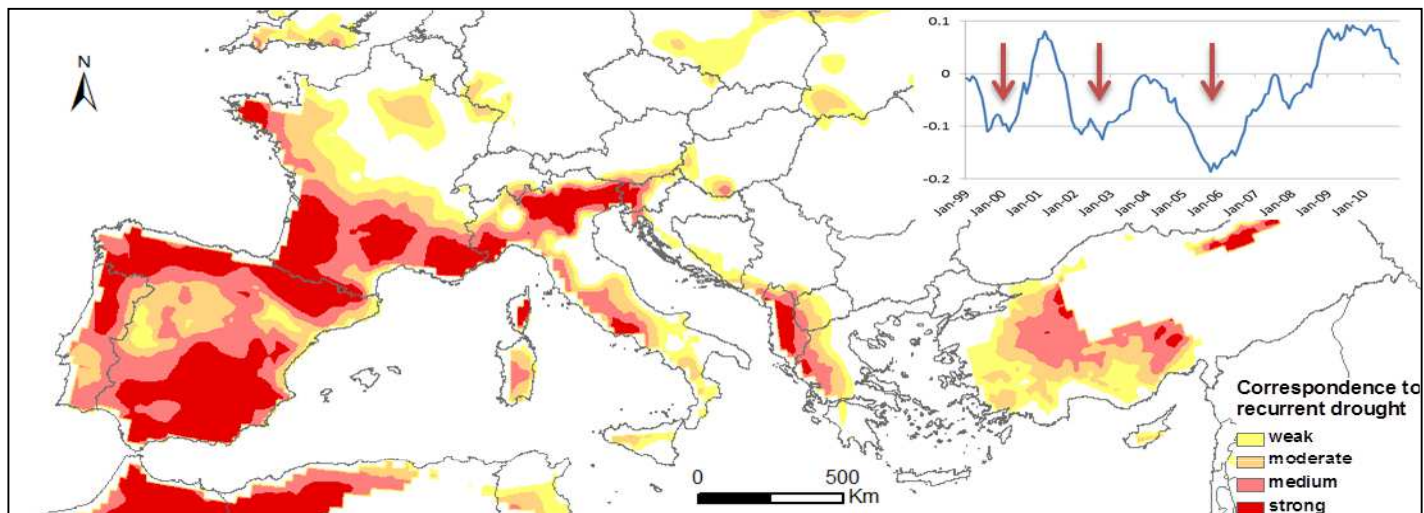 N
0.1
0
-0.1
-0.2
Jan-99
Jan-00
Jan-01
Jan-02
Jan-03
Jan-04
Jan-05
Jan-06
Jan-07
Jan-08
Jan-09
Jan-10
0 500
Km
Correspondence to
recurrent drought
weak
moderate
medium
strong